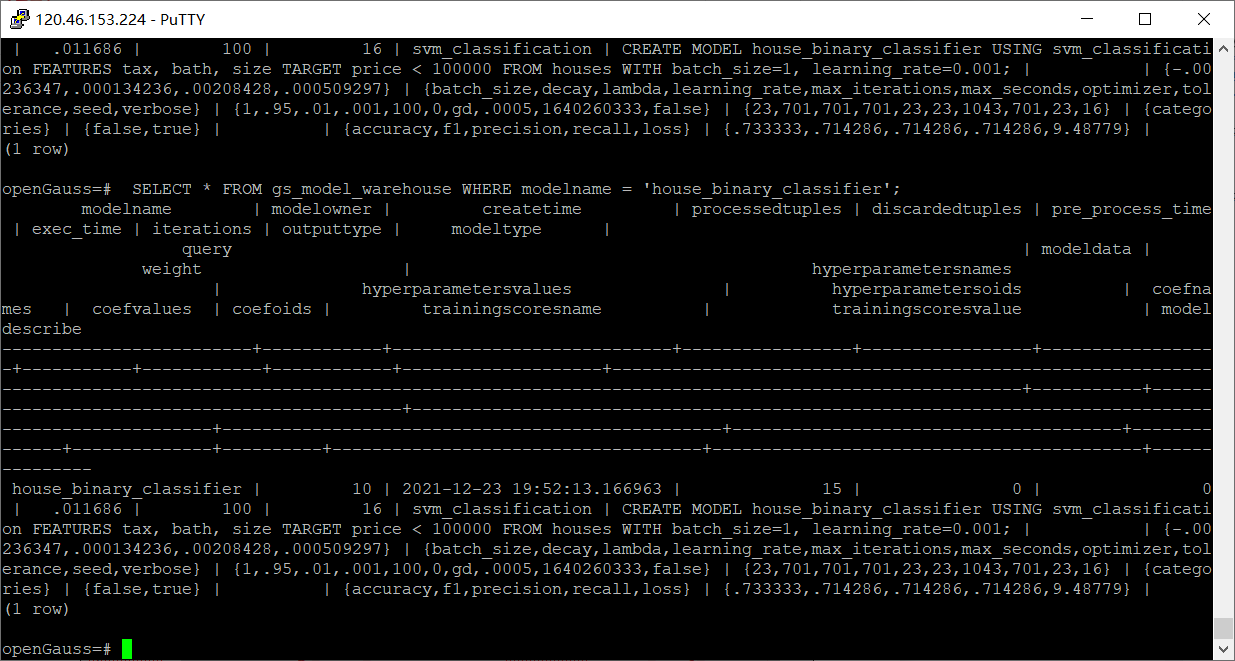 120.46.153.224 - PuTTY
| .011686 | 100 | 16 | svm_classification | CREATE MODEL house_binary_classifier USING svm_classificati
on FEATURES tax, bath, size TARGET price < 100000 FROM houses WITH batch_size=1, learning_rate=0.001; | | {-.00
236347,.000134236,.00208428,.000509297} | {batch_size,decay,lambda,learning_rate,max_iterations,max_seconds,optimizer,tol
erance,seed,verbose} | {1,.95,.01,.001,100,0,gd,.0005,1640260333,false} | {23,701,701,701,23,23,1043,701,23,16} | {catego
ries} | {false,true} | | {accuracy,f1,precision,recall,loss} | {.733333,.714286,.714286,.714286,9.48779} |
(1 row)
openGauss=# SELECT * FROM gs_model_warehouse WHERE modelname = 'house_binary_classifier';
modelname | modelowner | createtime | processedtuples | discardedtuples | pre_process_time
| exec_time | iterations | outputtype | modeltype |
query | modeldata |
weight | hyperparametersnames
| hyperparametersvalues | hyperparametersoids | coefna
mes | coefvalues | coefoids | trainingscoresname | trainingscoresvalue | model
describe
-------------------------+------------+----------------------------+-----------------+-----------------+-----------------
-+-----------+------------+------------+--------------------+------------------------------------------------------------
------------------------------------------------------------------------------------------------------+-----------+------
----------------------------------------+--------------------------------------------------------------------------------
---------------------+--------------------------------------------------+---------------------------------------+--------
------+--------------+----------+-------------------------------------+-------------------------------------------+------
---------
house_binary_classifier | 10 | 2021-12-23 19:52:13.166963 | 15 | 0 | 0
| .011686 | 100 | 16 | svm_classification | CREATE MODEL house_binary_classifier USING svm_classificati
on FEATURES tax, bath, size TARGET price < 100000 FROM houses WITH batch_size=1, learning_rate=0.001; | | {-.00
236347,.000134236,.00208428,.000509297} | {batch_size,decay,lambda,learning_rate,max_iterations,max_seconds,optimizer,tol
erance,seed,verbose} | {1,.95,.01,.001,100,0,gd,.0005,1640260333,false} | {23,701,701,701,23,23,1043,701,23,16} | {catego
ries} | {false,true} | | {accuracy,f1,precision,recall,loss} | {.733333,.714286,.714286,.714286,9.48779} |
(1 row)
openGauss=#